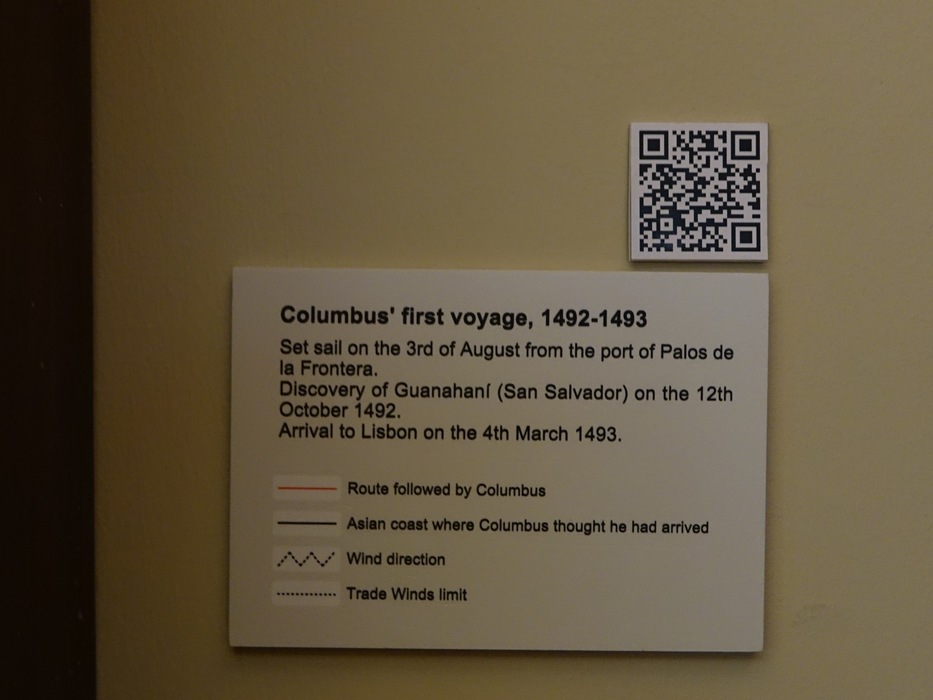 Columbus' first voyage, 1492-1493
Set sail on the 3rd of August from the port of Palos de
la Frontera.
Discovery of Guanahaní (San Salvador) on the 12th
October 1492.
Arrival to Lisbon on the 4th March 1493.
Route followed by Columbus
Asian coast where Columbus thought he had arrived
Wind direction
Trade Winds limit